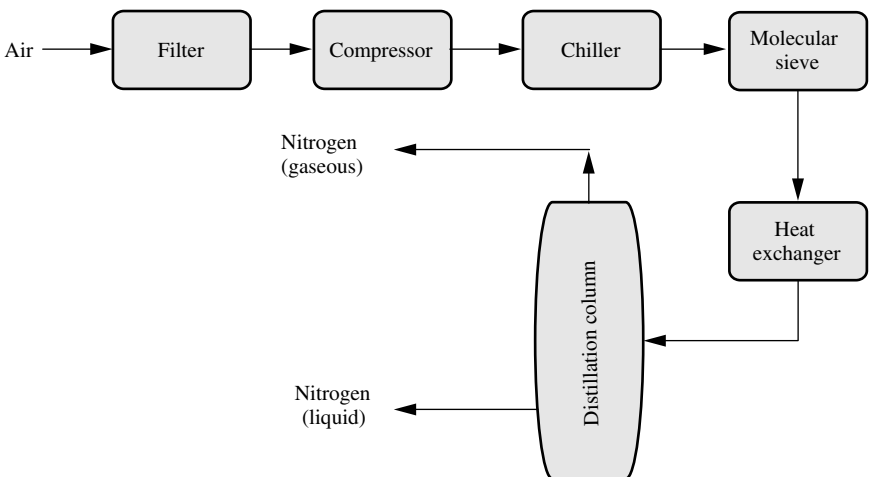 Air
Filter
Compressor
Chiller
Molecular
sieve
Nitrogen
(gaseous)
Heat
exchanger
Distillation column
Nitrogen
(liquid)